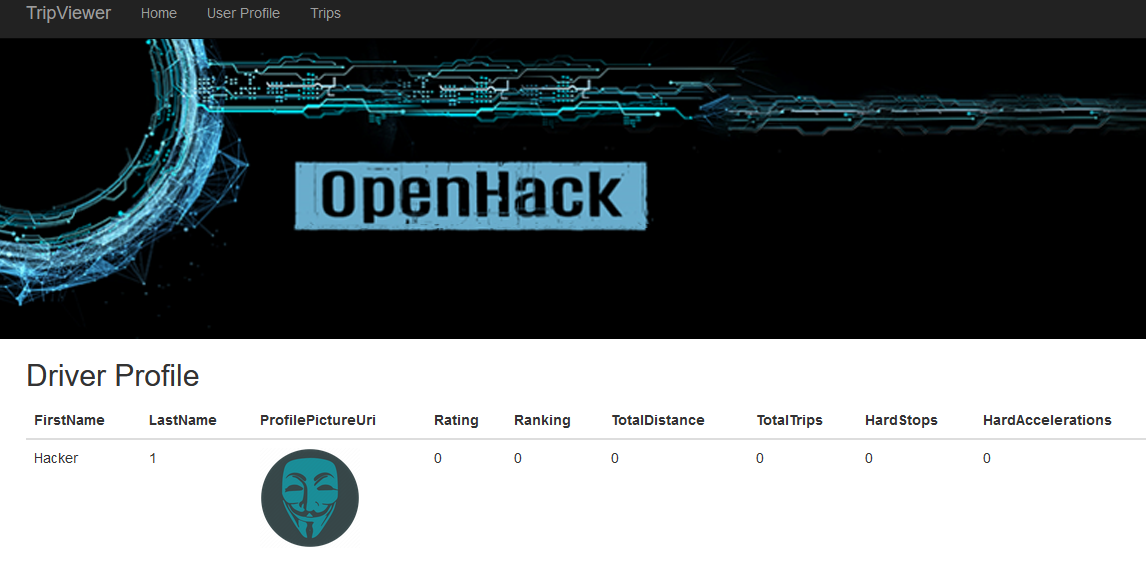 TripViewer Home User Profile Trips
OpenHack
Driver Profile
FirstName LastName ProfilePictureUri Rating Ranking TotalDistance TotalTrips HardStops HardAccelerations
Hacker 1 0 0 0 0 0 0